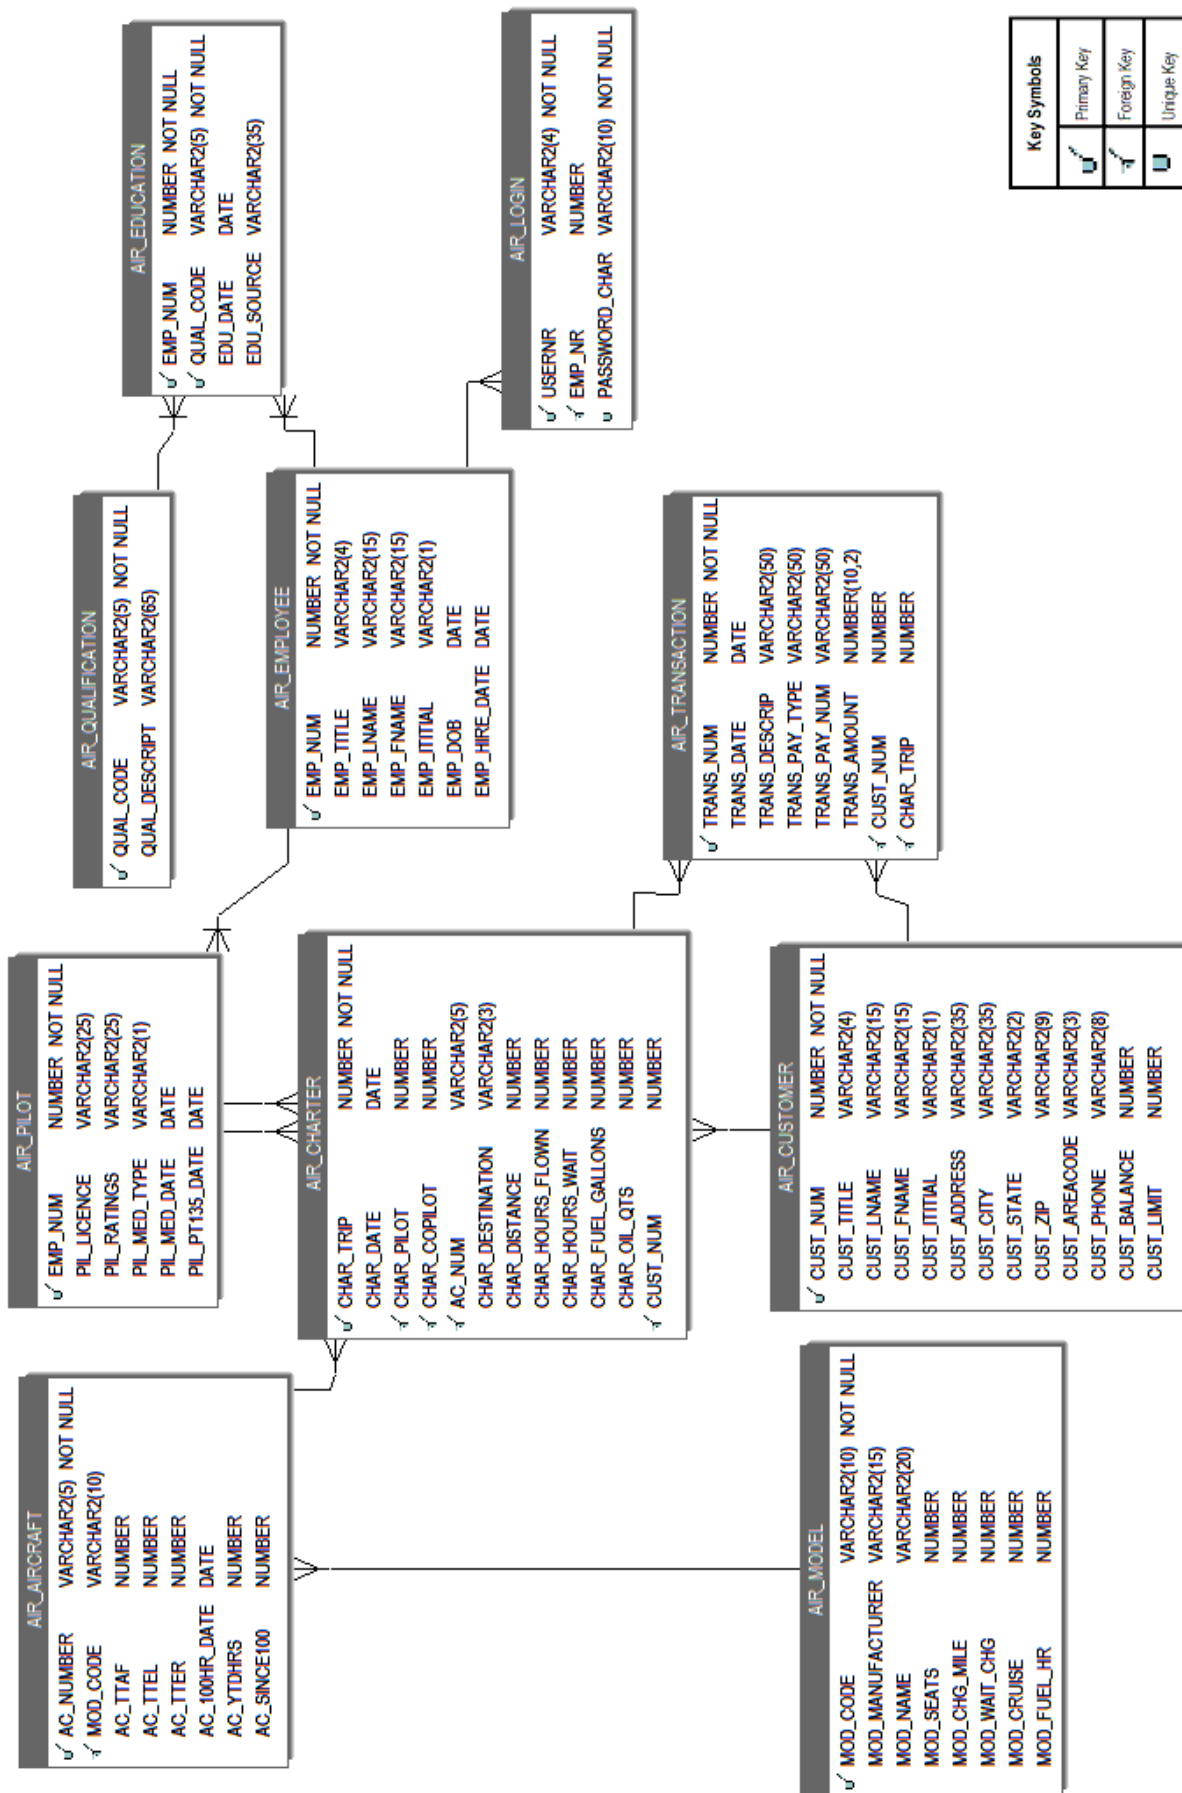 AIR_AIRCRAFT
AC_NUMBER VARCHAR2(5) NOT NULL
MOD_CODE VARCHAR2(10)
AC_TTAF NUMBER
AC_TTEL NUMBER
AC_TTER NUMBER
AC_100HR_DATE DATE
AC_YTDHRS NUMBER
AC_SINCE100 NUMBER
AIR_PILOT
EMP_NUM NUMBER NOT NULL
PIL_LICENCE VARCHAR2(25)
PIL_RATINGS VARCHAR2(25)
PIL_MED_TYPE VARCHAR2(1)
PIL_MED_DATE DATE
PIL_PT135_DATE DATE
AIR_QUALIFICATION
QUAL_CODE VARCHAR2(5) NOT NULL
QUAL_DESCRIPT VARCHAR2(65)
AIR_EDUCATION
EMP_NUM NUMBER NOT NULL
QUAL_CODE VARCHAR2(5) NOT NULL
EDU_DATE DATE
EDU_SOURCE VARCHAR2(35)
AIR_EMPLOYEE
EMP_NUM NUMBER NOT NULL
EMP_TITLE VARCHAR2(4)
EMP_LNAME VARCHAR2(15)
EMP_FNAME VARCHAR2(15)
EMP_ITITIAL VARCHAR2(1)
EMP_DOB DATE
EMP_HIRE_DATE DATE
AIR_CHARTER
CHAR_TRIP NUMBER NOT NULL
CHAR_DATE DATE
CHAR_PILOT NUMBER
CHAR_COPILOT NUMBER
AC_NUM VARCHAR2(5)
CHAR_DESTINATION VARCHAR2(3)
CHAR_DISTANCE NUMBER
CHAR_HOURS_FLOWN NUMBER
CHAR_HOURS_WAIT NUMBER
CHAR_FUEL_GALLONS NUMBER
CHAR_OIL_QTS NUMBER
CUST_NUM NUMBER
AIR_LOGIN
USERNR VARCHAR2(4) NOT NULL
EMP_NR NUMBER
PASSWORD_CHAR VARCHAR2(10) NOT NULL
AIR_TRANSACTION
TRANS_NUM NUMBER NOT NULL
TRANS_DATE DATE
TRANS_DESCRIP VARCHAR2(50)
TRANS_PAY_TYPE VARCHAR2(50)
TRANS_PAY_NUM VARCHAR2(50)
TRANS_AMOUNT NUMBER(10,2)
CUST_NUM NUMBER
CHAR_TRIP NUMBER
AIR_MODEL
MOD_CODE VARCHAR2(10) NOT NULL
MOD_MANUFACTURER VARCHAR2(15)
MOD_NAME VARCHAR2(20)
MOD_SEATS NUMBER
MOD_CHG_MILE NUMBER
MOD_WAIT_CHG NUMBER
MOD_CRUISE NUMBER
MOD_FUEL_HR NUMBER
AIR_CUSTOMER
CUST_NUM NUMBER NOT NULL
CUST_TITLE VARCHAR2(4)
CUST_LNAME VARCHAR2(15)
CUST_FNAME VARCHAR2(15)
CUST_ITITIAL VARCHAR2(1)
CUST_ADDRESS VARCHAR2(35)
CUST_CITY VARCHAR2(35)
CUST_STATE VARCHAR2(2)
CUST_ZIP VARCHAR2(9)
CUST_AREACODE VARCHAR2(3)
CUST_PHONE VARCHAR2(8)
CUST_BALANCE NUMBER
CUST_LIMIT NUMBER
Key Symbols
Primary Key
Foreign Key
Unique Key